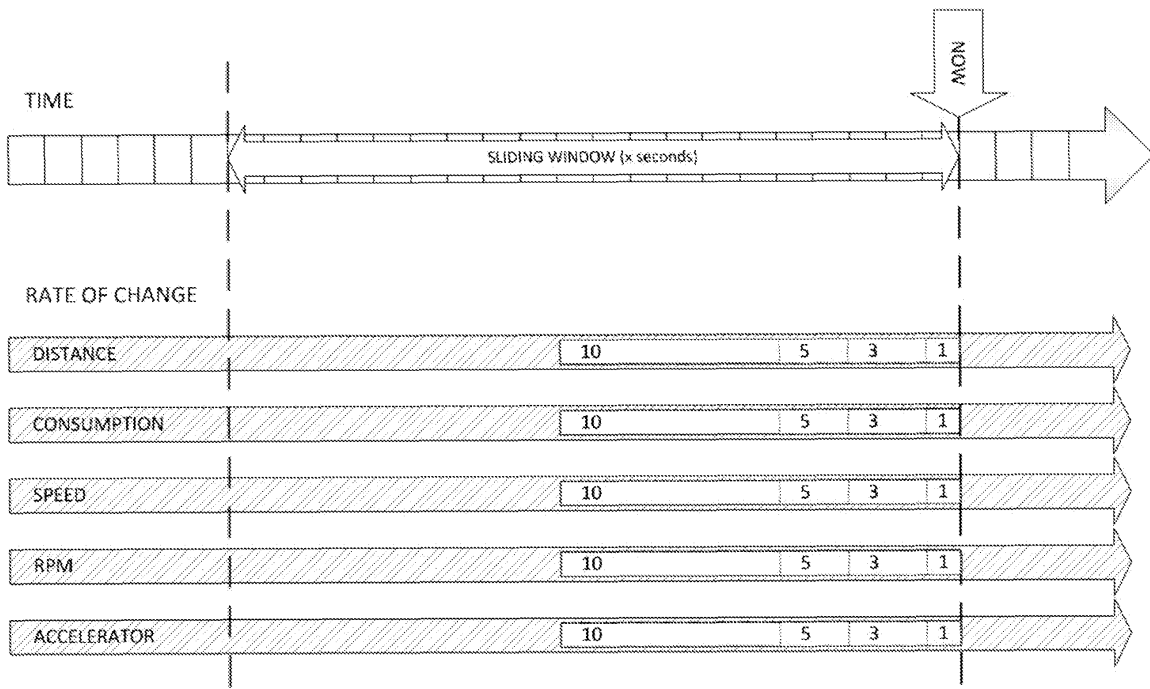 NOW
TIME
SLIDING WINDOW (x seconds)
RATE OF CHANGE
DISTANCE 10 5 3 1
CONSUMPTION 10 5 3 1
SPEED 10 5 3 1
RPM 10 5 3 1
ACCELERATOR 10 5 3 1